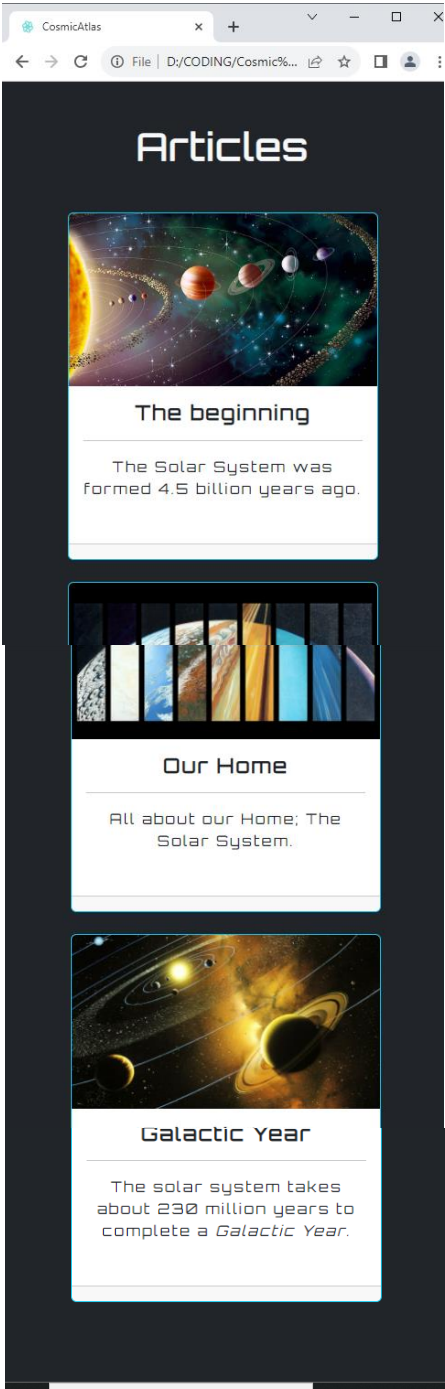 CosmicAtlas
File | D:/CODING/Cosmic%...
Articles
The beginning
The Solar System was
formed 4.5 billion years ago.
Our Home
All about our Home; The
Solar System.
Galactic Year
The solar system takes
about 230 million years to
complete a Galactic Year.